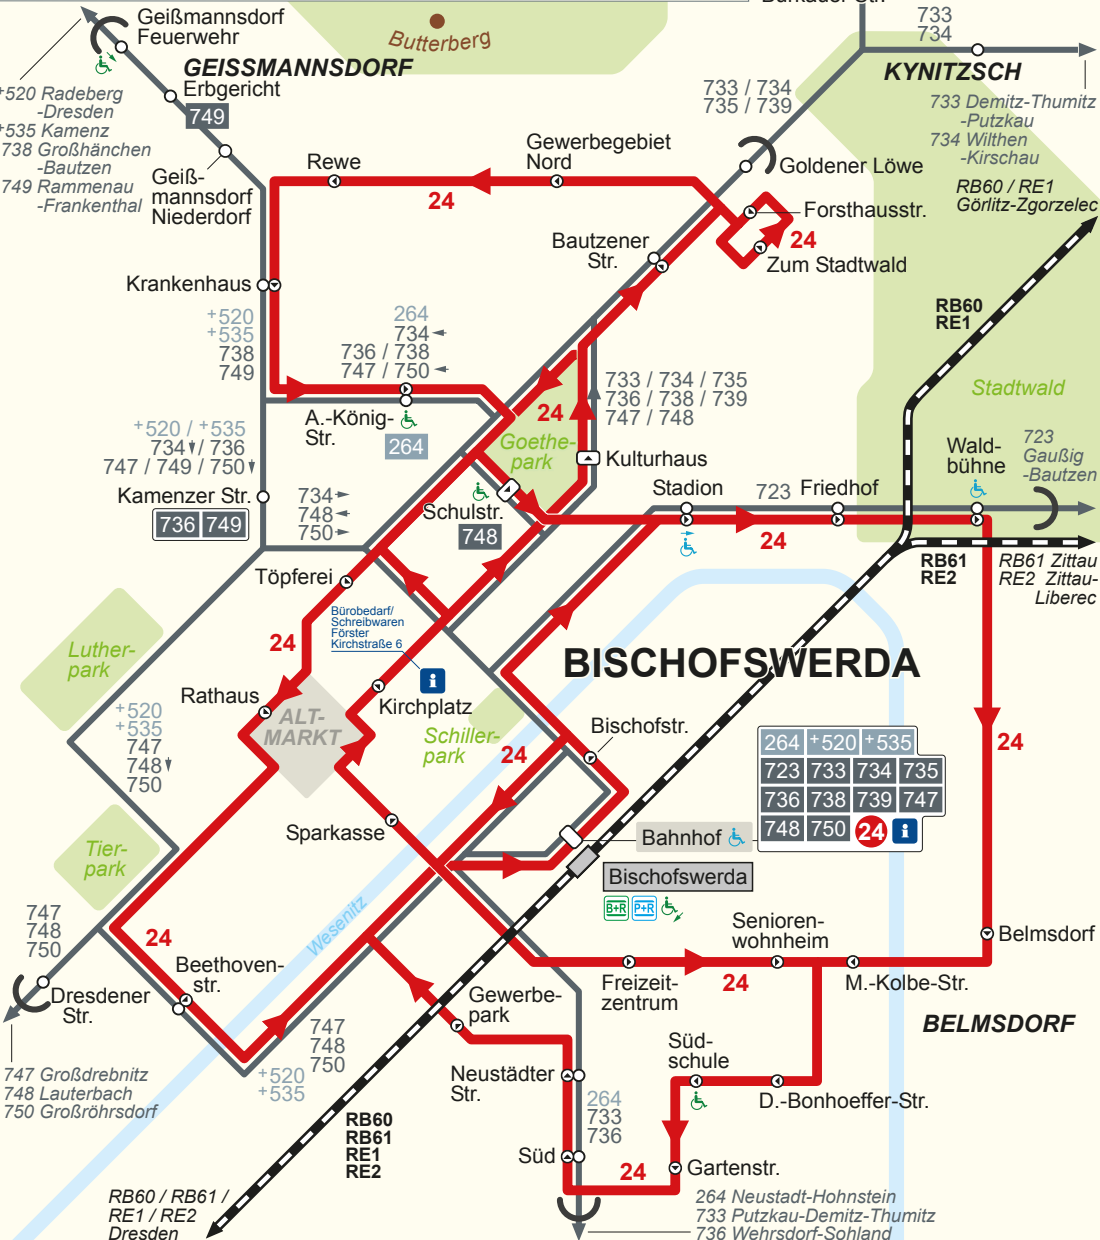 Geißmannsdorf
Feuerwehr
GEISSMANNSDORF
Erbgericht
749
+520 Radeberg
-Dresden
+535 Kamenz
738 Großhänchen
-Bautzen
749 Rammenau
-Frankenthal
Geiß-
mannsdorf
Niederdorf
Butterberg
733
734
KYNITZSCH
733 / 734
735 / 739
733 Demitz-Thumitz
-Putzkau
734 Wilthen
-Kirschau
RB60 / RE1
Görlitz-Zgorzelec
Rewe
Gewerbegebiet
Nord
Goldener Löwe
24
Forsthausstr.
24
Zum Stadtwald
Bautzener
Str.
Krankenhaus
+520
+535
738
749
264
734
736 / 738
747 / 750
A.-König-
Str.
264
RB60
RE1
733 / 734 / 735
736 / 738 / 739
747 / 748
Stadtwald
24
Goethe-
park
Kulturhaus
+520 / +535
734 / 736
747 / 749 / 750
Kamenzer Str.
736 749
734
748
750
Schulstr.
748
Stadion
723
Friedhof
Wald-
bühne
723
Gaußig
-Bautzen
24
RB61
RE2
RB61 Zittau
RE2 Zittau-
Liberec
Töpferei
Bürobedarf/
Schreibwaren
Förster
Kirchstraße 6
i
24
Luther-
park
Rathaus
ALT-
MARKT
Kirchplatz
BISCHOFSWERDA
+520
+535
747
748
750
Schiller-
park
24
Bischofstr.
24
264 +520 +535
723 733 734 735
736 738 739 747
748 750 24 i
Sparkasse
Bahnhof
Bischofswerda
B+R P+R
Tier-
park
Wesenitz
747
748
750
24
Beethoven-
str.
Dresdener
Str.
Senioren-
wohnheim
Belmsdorf
Freizeit-
zentrum
24
M.-Kolbe-Str.
BELMSDORF
Gewerbe-
park
747
748
750
+520
+535
747 Großdrebnitz
748 Lauterbach
750 Großröhrsdorf
Süd-
schule
Neustädter
Str.
264
733
736
D.-Bonhoeffer-Str.
RB60
RB61
RE1
RE2
Süd
24
Gartenstr.
RB60 / RB61 /
RE1 / RE2
Dresden
264 Neustadt-Hohnstein
733 Putzkau-Demitz-Thumitz
736 Wehrsdorf-Sohland